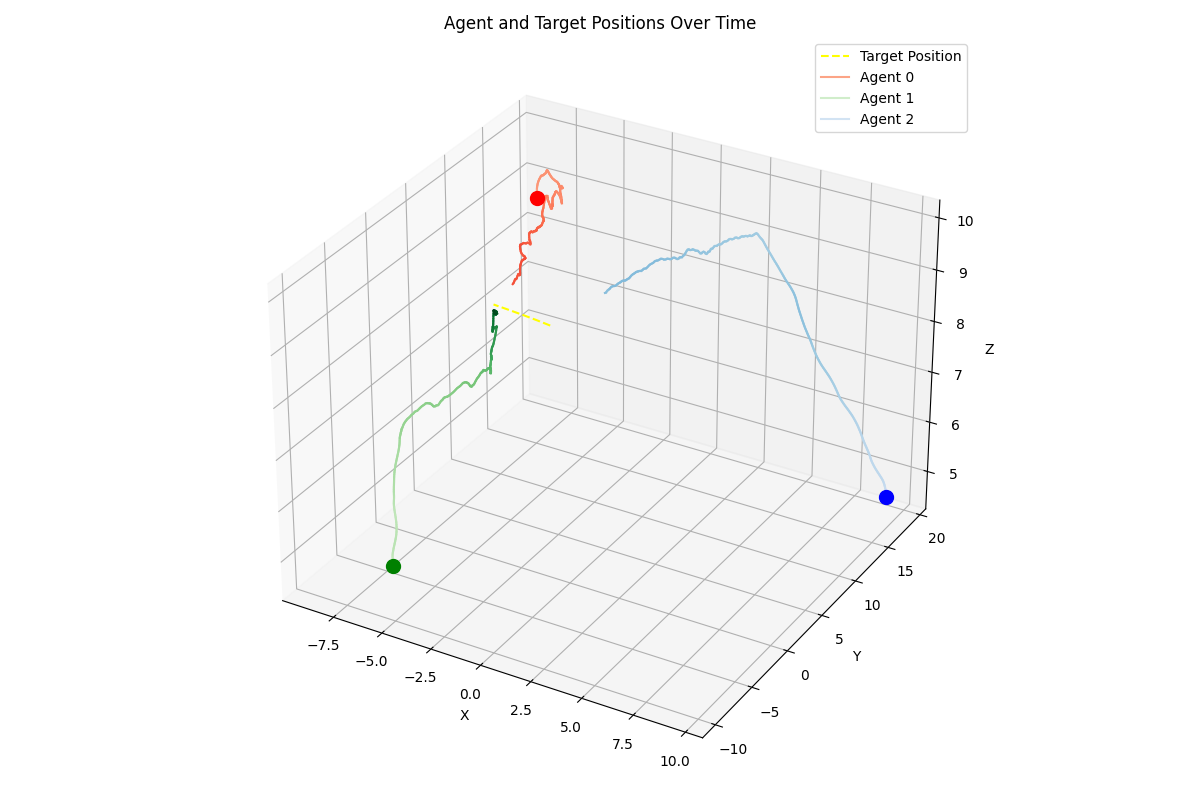 Agent and Target Positions Over Time
Target Position
Agent 0
Agent 1
Agent 2
10
9
8
7
6
5
Z
20
15
10
5
0
−5
−10
Y
−7.5
−5.0
−2.5
0.0
2.5
5.0
7.5
10.0
X